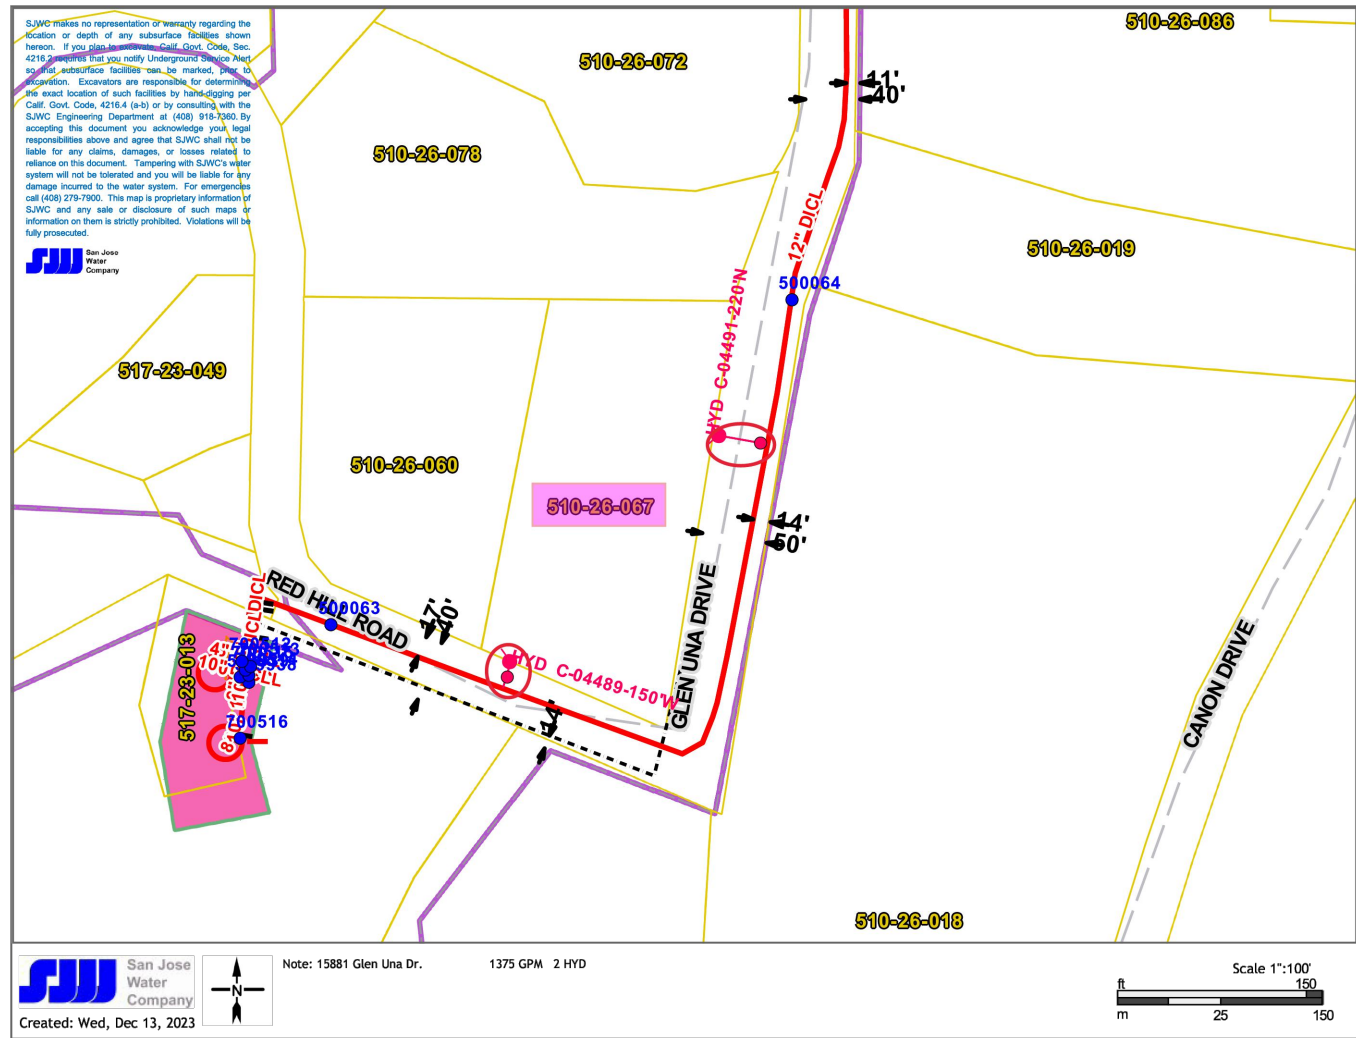 SJWC makes no representation or warranty regarding the
location or depth of any subsurface facilities shown
hereon. If you plan to excavate, Calif. Govt. Code, Sec.
4216.2 requires that you notify Underground Service Alert
so that subsurface facilities can be marked, prior to
excavation. Excavators are responsible for determining
the exact location of such facilities by hand-digging per
Calif. Govt. Code, 4216.4 (a-b) or by consulting with the
SJWC Engineering Department at (408) 918-7360. By
accepting this document you acknowledge your legal
responsibilities above and agree that SJWC shall not be
liable for any claims, damages, or losses related to
reliance on this document. Tampering with SJWC's water
system will not be tolerated and you will be liable for any
damage incurred to the water system. For emergencies
call (408) 279-7900. This map is proprietary information of
SJWC and any sale or disclosure of such maps or
information on them is strictly prohibited. Violations will be
fully prosecuted.
San Jose
Water
Company
510-26-086
510-26-072
11'
40'
510-26-078
12" DICL
510-26-019
500064
HYD C-04491-220'N
517-23-049
510-26-060
510-26-067
14'
50'
RED HILL ROAD
500063
17'
40'
GLEN UNA DRIVE
HYD C-04489-150'W
14'
CANON DRIVE
517-23-013
700516
510-26-018
San Jose
Water
Company
Created: Wed, Dec 13, 2023
N
Note: 15881 Glen Una Dr.
1375 GPM 2 HYD
Scale 1":100'
ft 150
m 25 150